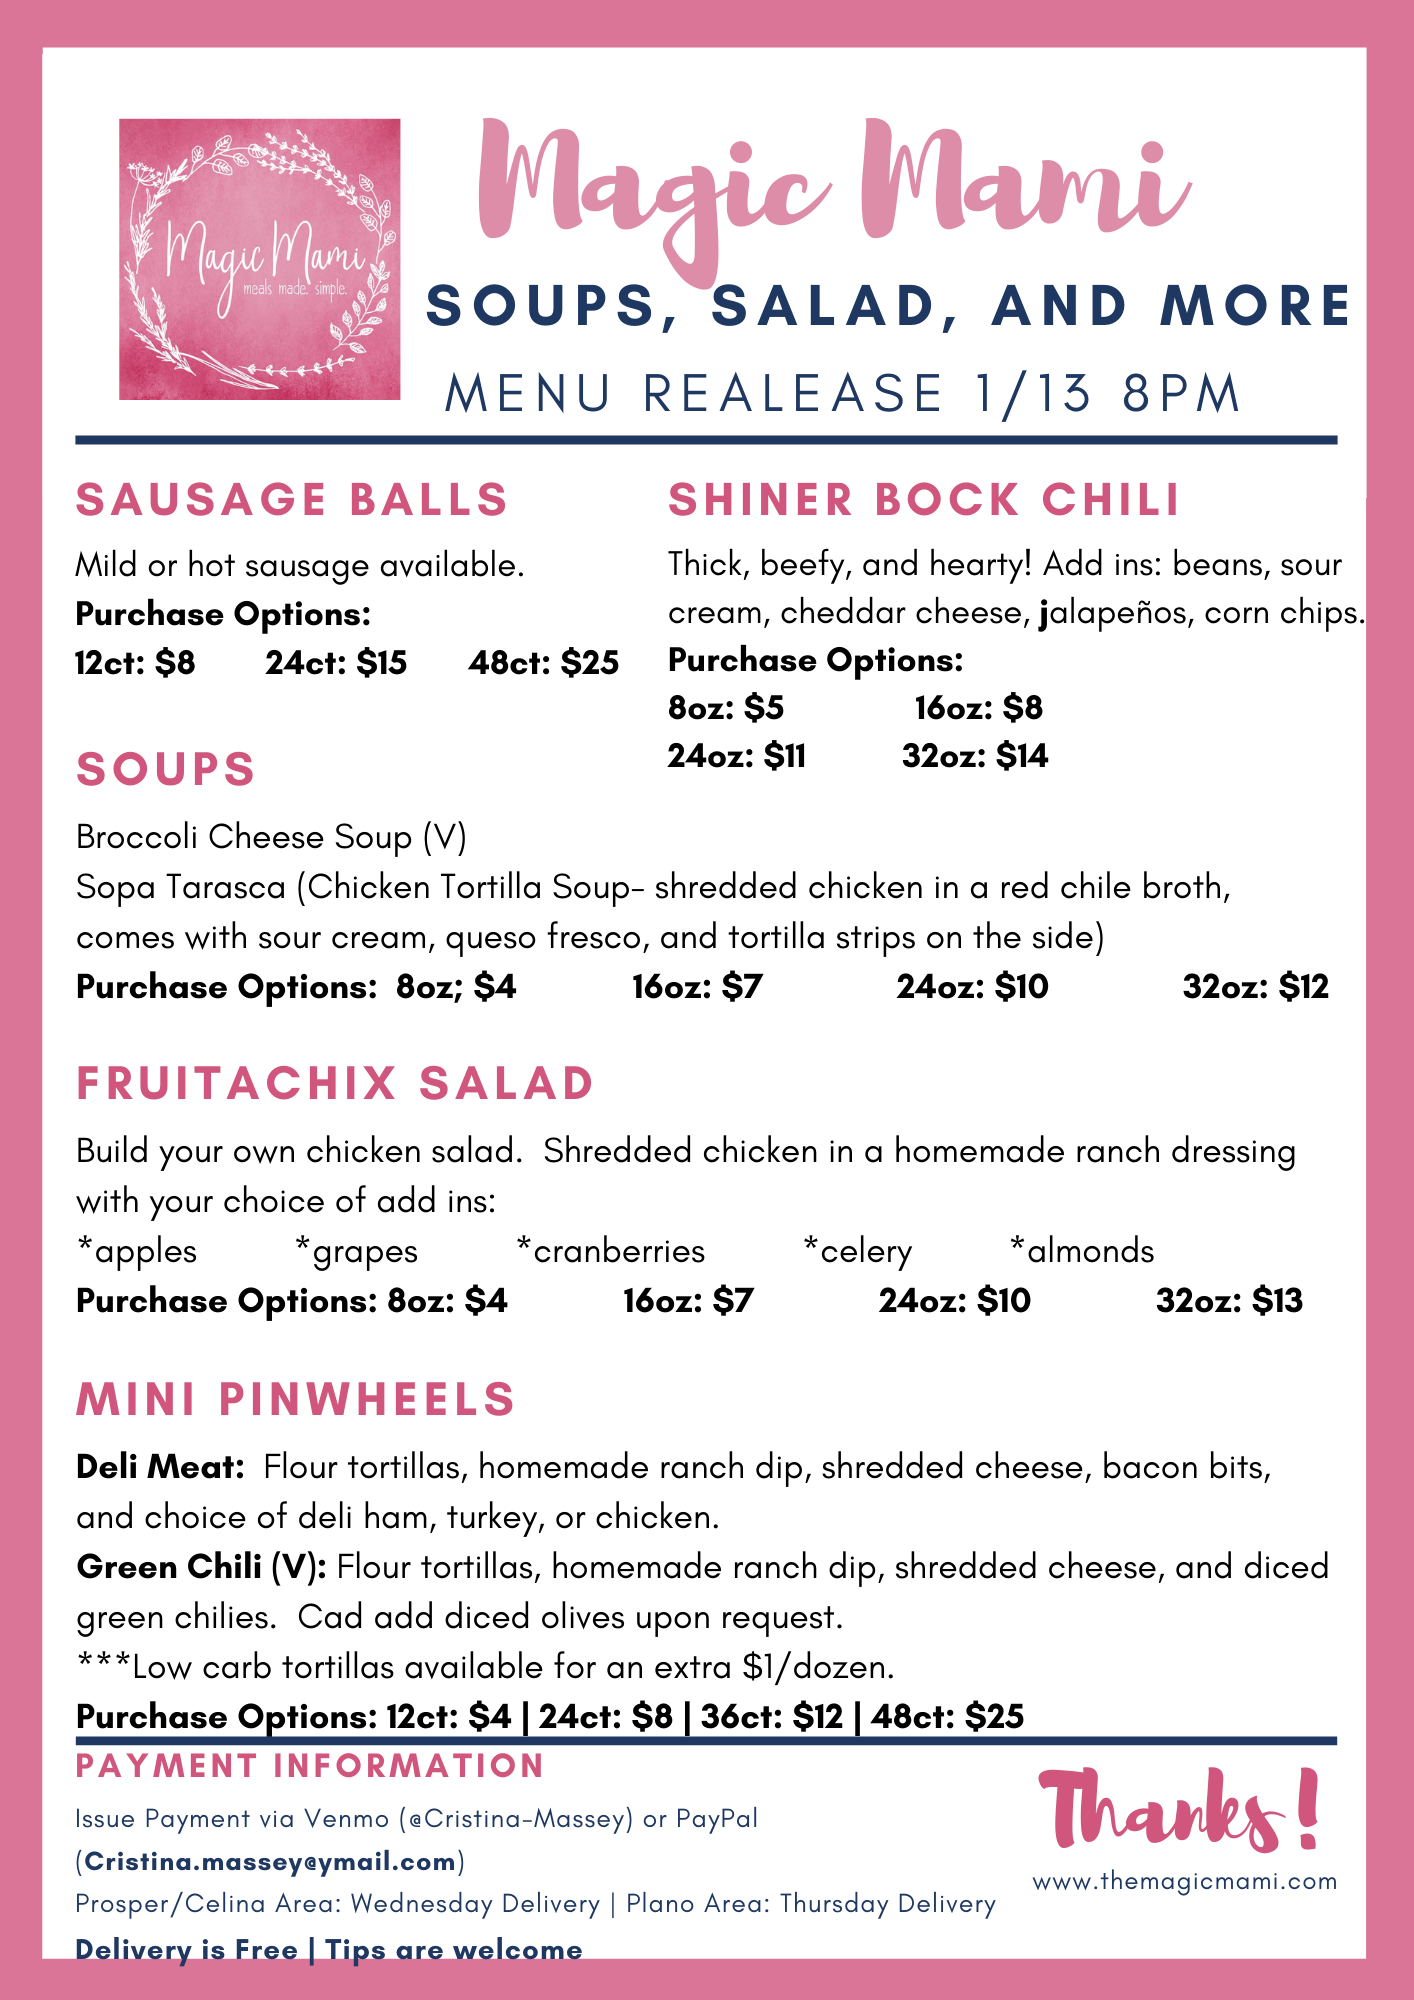 Magic Mami
meals made. simple.
Magic Mami
SOUPS, SALAD, AND MORE
MENU REALEASE 1/13 8PM
SAUSAGE BALLS
Mild or hot sausage available.
Purchase Options:
12ct: $8 24ct: $15 48ct: $25
SHINER BOCK CHILI
Thick, beefy, and hearty! Add ins: beans, sour
cream, cheddar cheese, jalapeños, corn chips.
Purchase Options:
8oz: $5 16oz: $8
24oz: $11 32oz: $14
SOUPS
Broccoli Cheese Soup (V)
Sopa Tarasca (Chicken Tortilla Soup- shredded chicken in a red chile broth,
comes with sour cream, queso fresco, and tortilla strips on the side)
Purchase Options: 8oz; $4 16oz: $7 24oz: $10 32oz: $12
FRUITACHIX SALAD
Build your own chicken salad. Shredded chicken in a homemade ranch dressing
with your choice of add ins:
*apples *grapes *cranberries *celery *almonds
Purchase Options: 8oz: $4 16oz: $7 24oz: $10 32oz: $13
MINI PINWHEELS
Deli Meat: Flour tortillas, homemade ranch dip, shredded cheese, bacon bits,
and choice of deli ham, turkey, or chicken.
Green Chili (V): Flour tortillas, homemade ranch dip, shredded cheese, and diced
green chilies. Cad add diced olives upon request.
***Low carb tortillas available for an extra $1/dozen.
Purchase Options: 12ct: $4 | 24ct: $8 | 36ct: $12 | 48ct: $25
PAYMENT INFORMATION
Issue Payment via Venmo (@Cristina-Massey) or PayPal
(Cristina.massey@ymail.com)
Prosper/Celina Area: Wednesday Delivery | Plano Area: Thursday Delivery
Delivery is Free | Tips are welcome
Thanks!
www.themagicmami.com